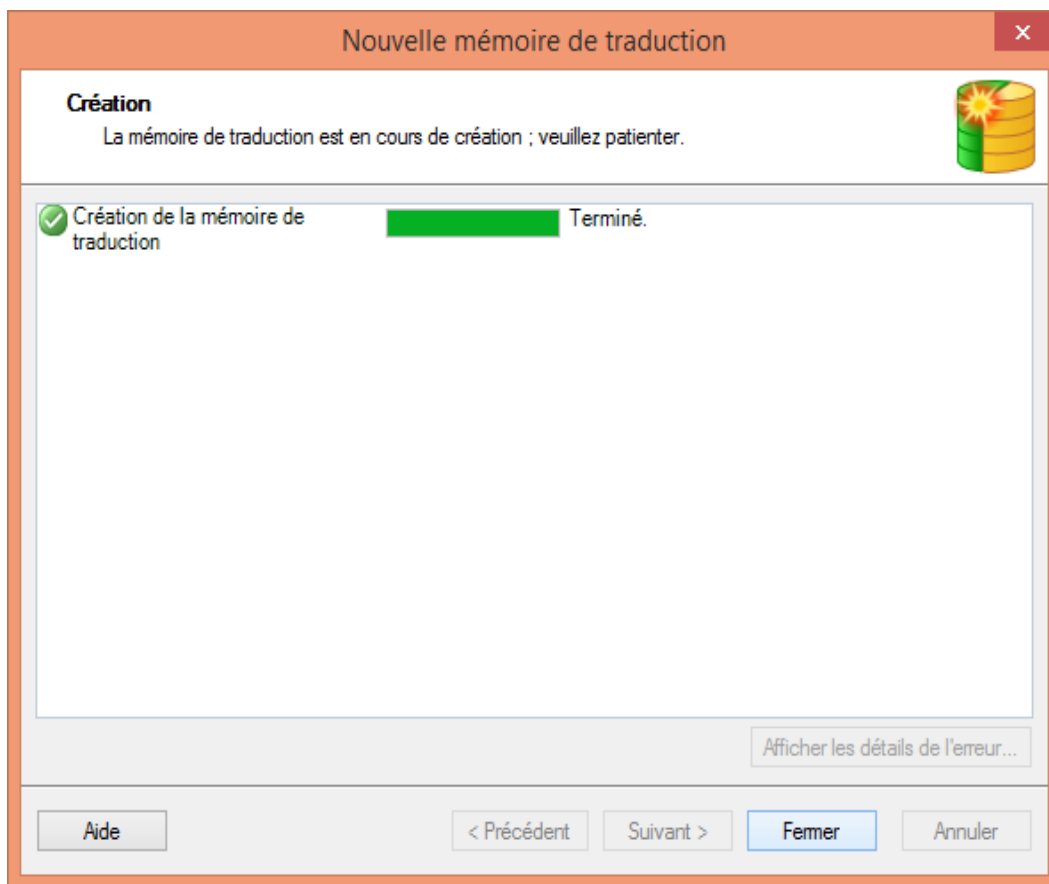 Nouvelle mémoire de traduction
x
Création
La mémoire de traduction est en cours de création ; veuillez patienter.
Création de la mémoire de
traduction
Terminé.
Afficher les détails de l'erreur...
Aide
< Précédent
Suivant >
Fermer
Annuler